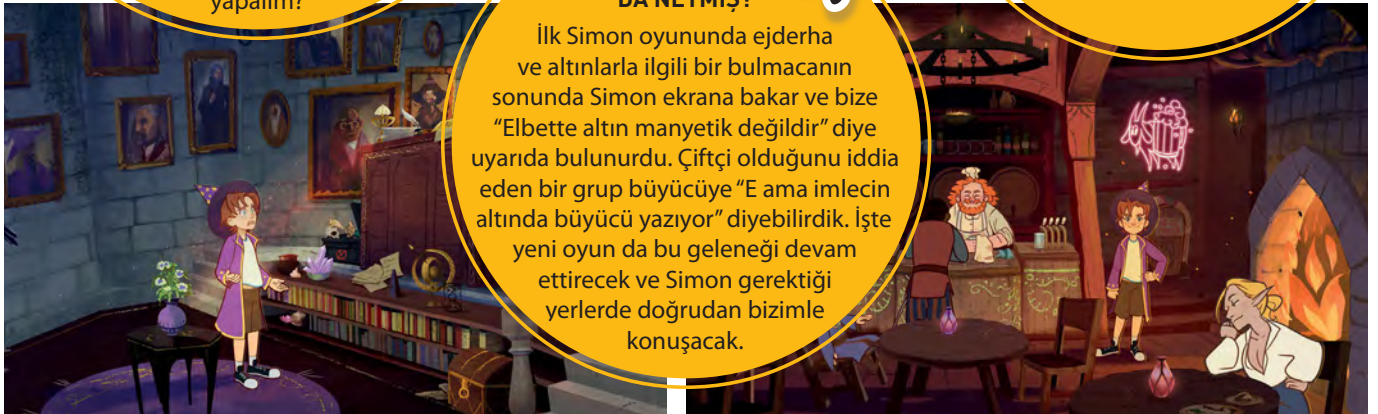 yapalım?
DA NEYMİŞ?
İlk Simon oyununda ejderha
ve altınlarla ilgili bir bulmacanın
sonunda Simon ekrana bakar ve bize
“Elbette altın manyetik değildir” diye
uyarıda bulunurdu. Çiftçi olduğunu iddia
eden bir grup büyücüye “E ama imlecin
altında büyücü yazıyor” diyebilirdik. İşte
yeni oyun da bu geleneği devam
ettirecek ve Simon gerektiği
yerlerde doğrudan bizimle
konuşacak.